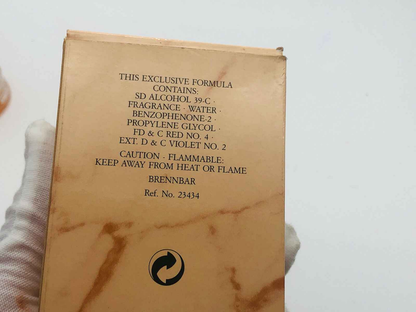 THIS EXCLUSIVE FORMULA
CONTAINS:
SD ALCOHOL 39-C ·
FRAGRANCE · WATER ·
BENZOPHENONE-2 ·
PROPYLENE GLYCOL ·
FD & C RED NO. 4 ·
EXT. D & C VIOLET NO. 2
CAUTION · FLAMMABLE:
KEEP AWAY FROM HEAT OR FLAME
BRENNBAR
Ref. No. 23434